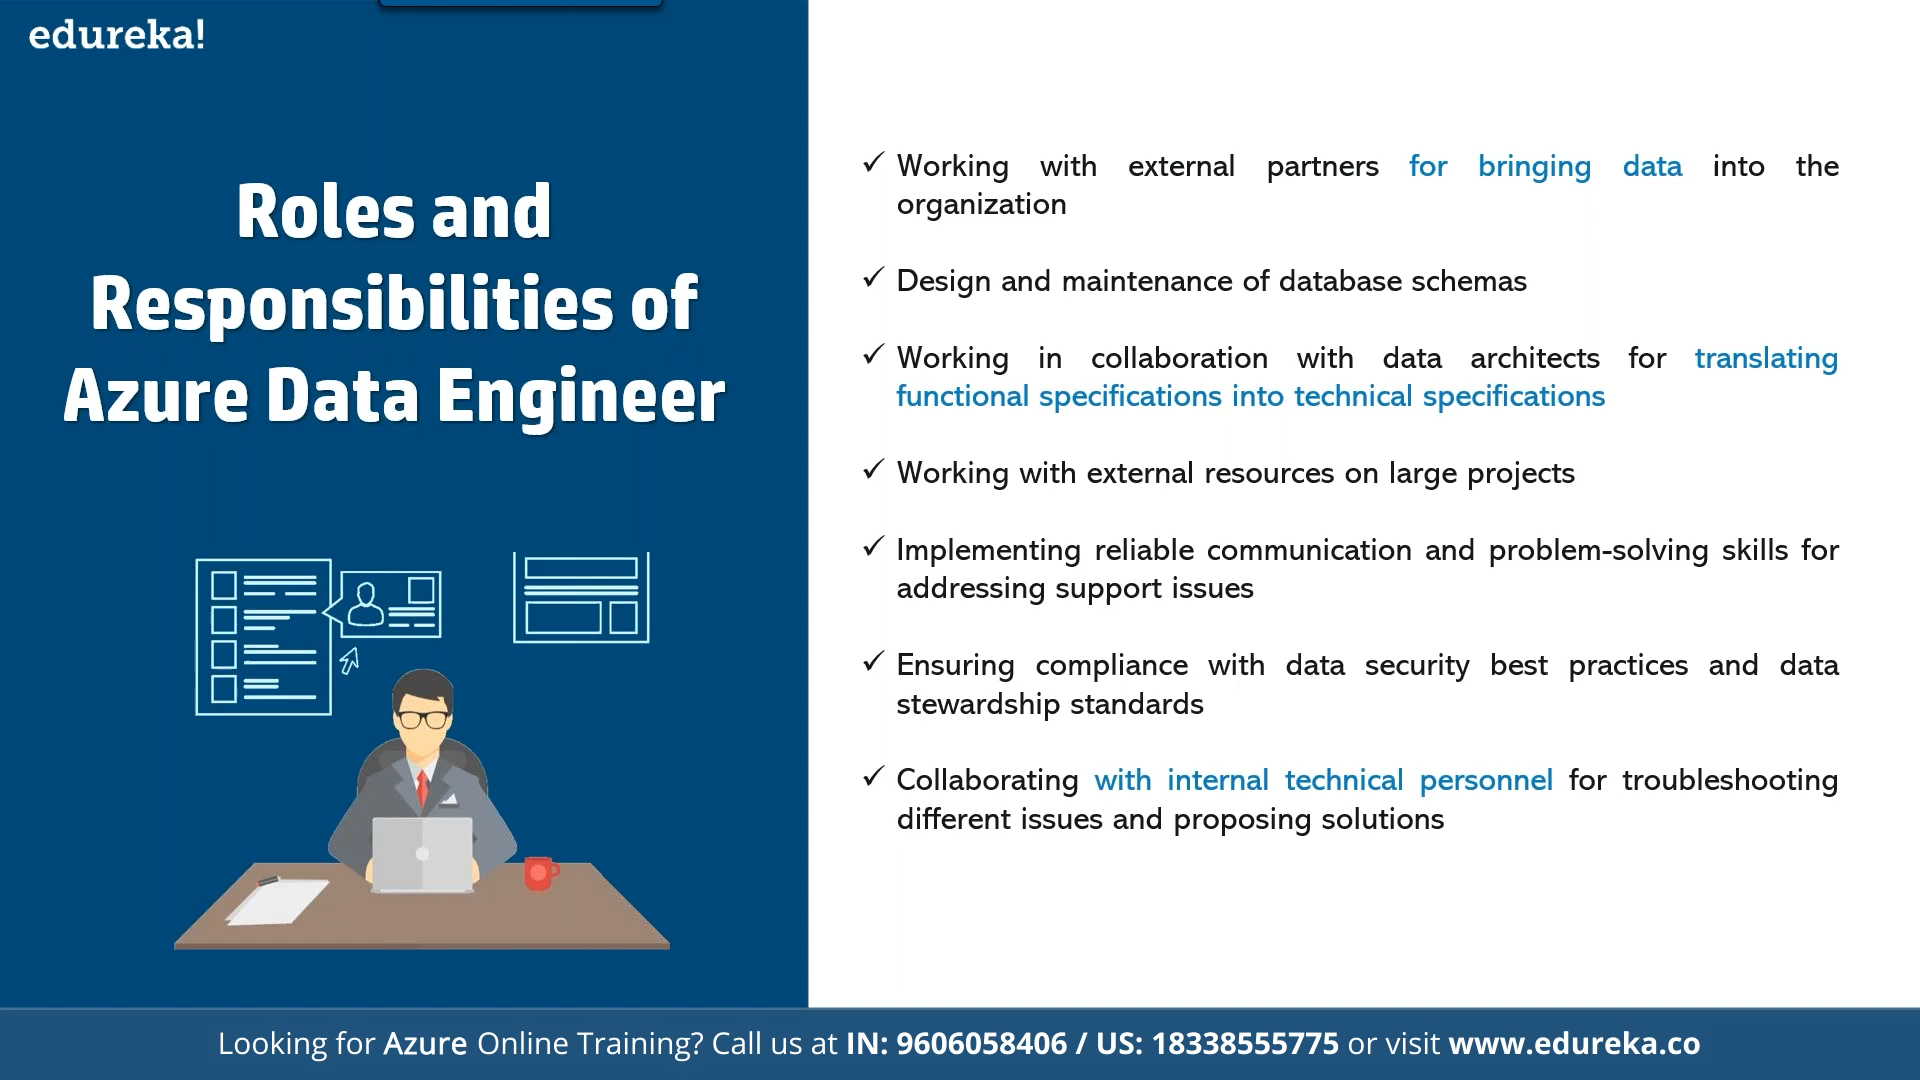 edureka!
Roles and
Responsibilities of
Azure Data Engineer
✓ Working with external partners for bringing data into the
organization
✓ Design and maintenance of database schemas
✓ Working in collaboration with data architects for translating
functional specifications into technical specifications
✓ Working with external resources on large projects
✓ Implementing reliable communication and problem-solving skills for
addressing support issues
✓ Ensuring compliance with data security best practices and data
stewardship standards
✓ Collaborating with internal technical personnel for troubleshooting
different issues and proposing solutions
Looking for Azure Online Training? Call us at IN: 9606058406 / US: 18338555775 or visit www.edureka.co